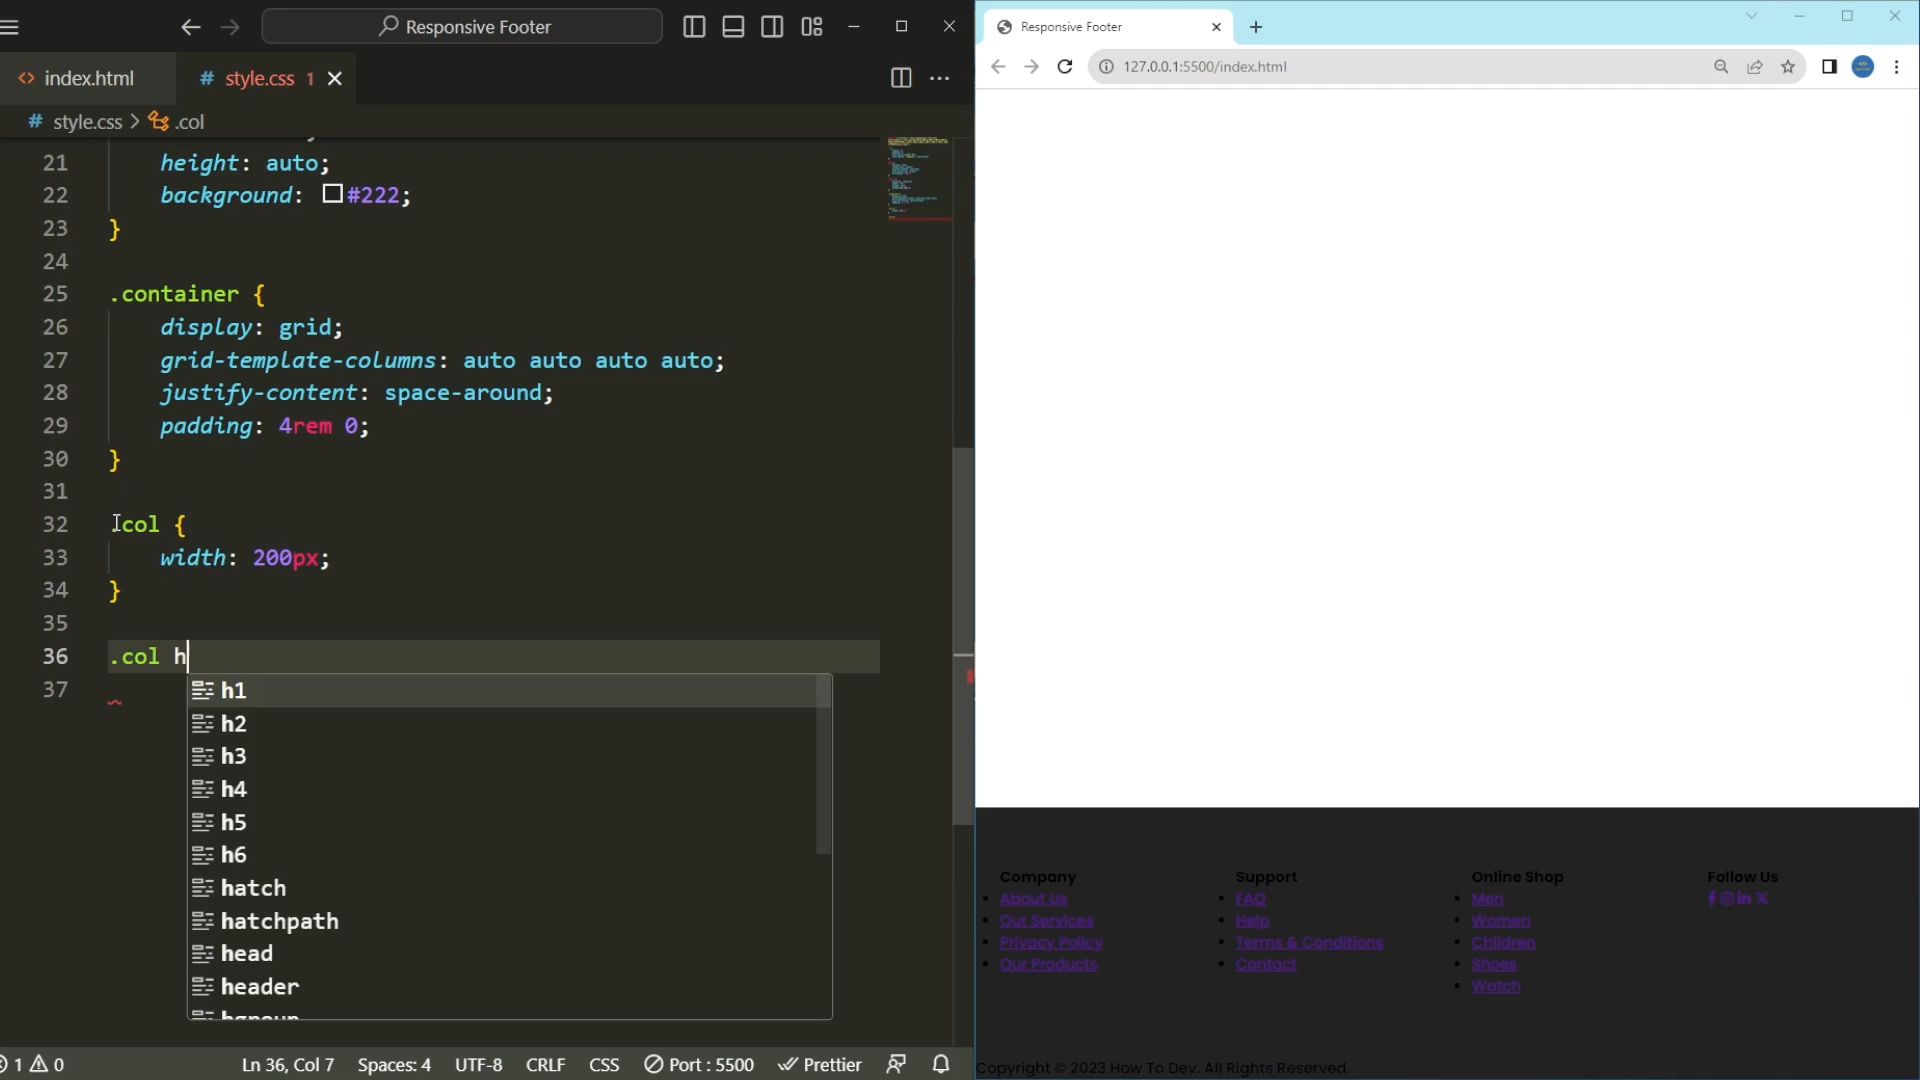 Responsive Footer
index.html
style.css 1
style.css > .col
21 height: auto;
22 background: #222;
23 }
24
25 .container {
26 display: grid;
27 grid-template-columns: auto auto auto auto;
28 justify-content: space-around;
29 padding: 4rem 0;
30 }
31
32 .col {
33 width: 200px;
34 }
35
36 .col h
37
h1
h2
h3
h4
h5
h6
hatch
hatchpath
head
header
hgroup
1 0
Ln 36, Col 7
Spaces: 4
UTF-8
CRLF
CSS
Port : 5500
Prettier
Responsive Footer
127.0.0.1:5500/index.html
Company
About Us
Our Services
Privacy Policy
Our Products
Support
FAQ
Help
Terms & Conditions
Contact
Online Shop
Men
Women
Children
Shoes
Watch
Follow Us
Copyright © 2023 How To Dev. All Rights Reserved.